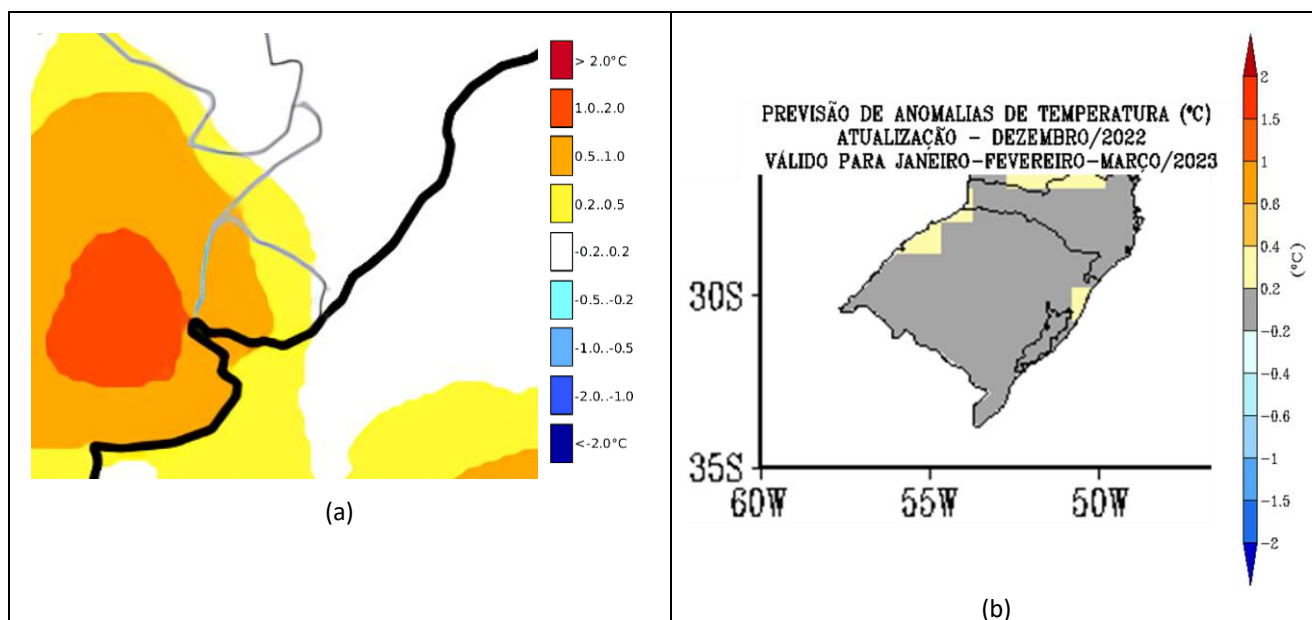 > 2.0°C
1.0..2.0
0.5..1.0
0.2..0.5
-0.2..0.2
-0.5..-0.2
-1.0..-0.5
-2.0..-1.0
<-2.0°C
(a)
PREVISÃO DE ANOMALIAS DE TEMPERATURA (°C)
ATUALIZAÇÃO - DEZEMBRO/2022
VÁLIDO PARA JANEIRO-FEVEREIRO-MARÇO/2023
30S
35S
60W 55W 50W
2
1.5
1
0.6
0.4
0.2
-0.2
-0.4
-0.6
-1
-1.5
-2
(°C)
(b)